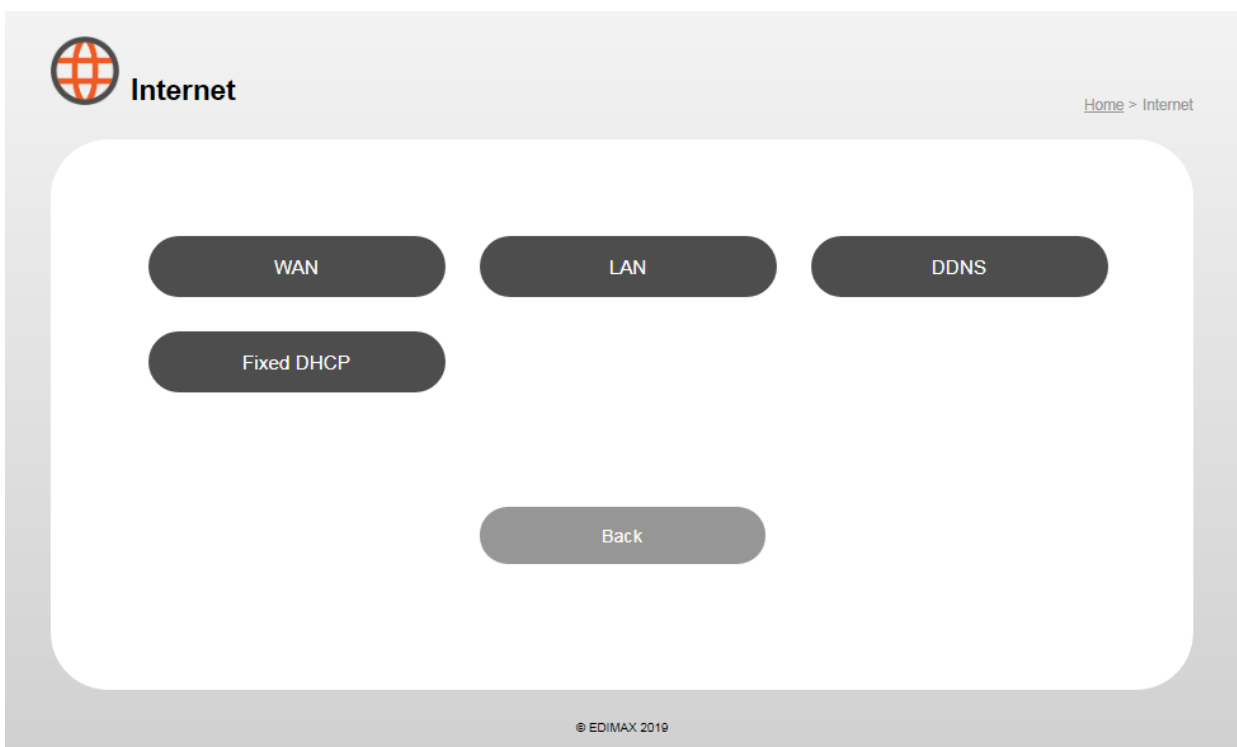 Internet
Home > Internet
WAN
LAN
DDNS
Fixed DHCP
Back
© EDIMAX 2019